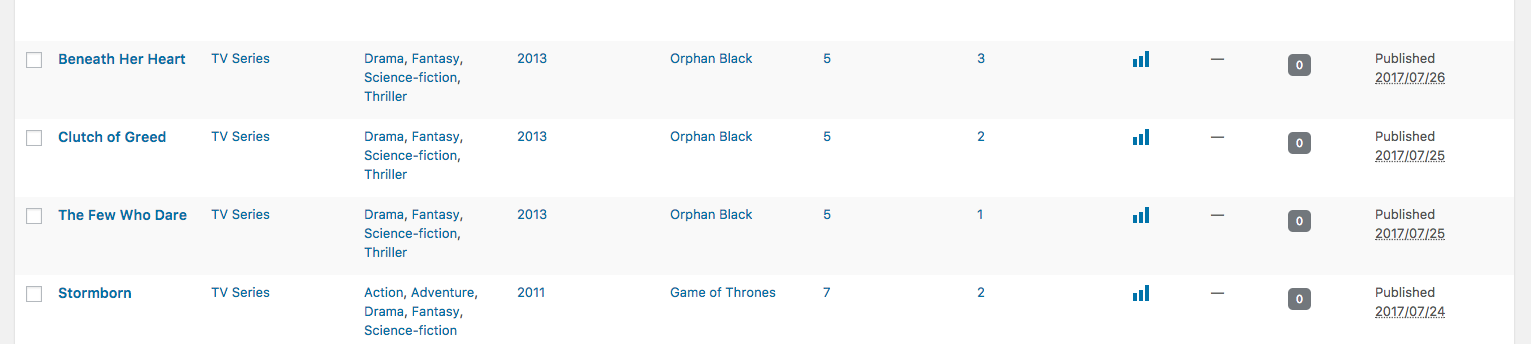 Beneath Her Heart TV Series Drama, Fantasy, 2013 Orphan Black 5 3 — 0 Published
Science-fiction, 2017/07/26
Thriller
Clutch of Greed TV Series Drama, Fantasy, 2013 Orphan Black 5 2 — 0 Published
Science-fiction, 2017/07/25
Thriller
The Few Who Dare TV Series Drama, Fantasy, 2013 Orphan Black 5 1 — 0 Published
Science-fiction, 2017/07/25
Thriller
Stormborn TV Series Action, Adventure, 2011 Game of Thrones 7 2 — 0 Published
Drama, Fantasy, 2017/07/24
Science-fiction